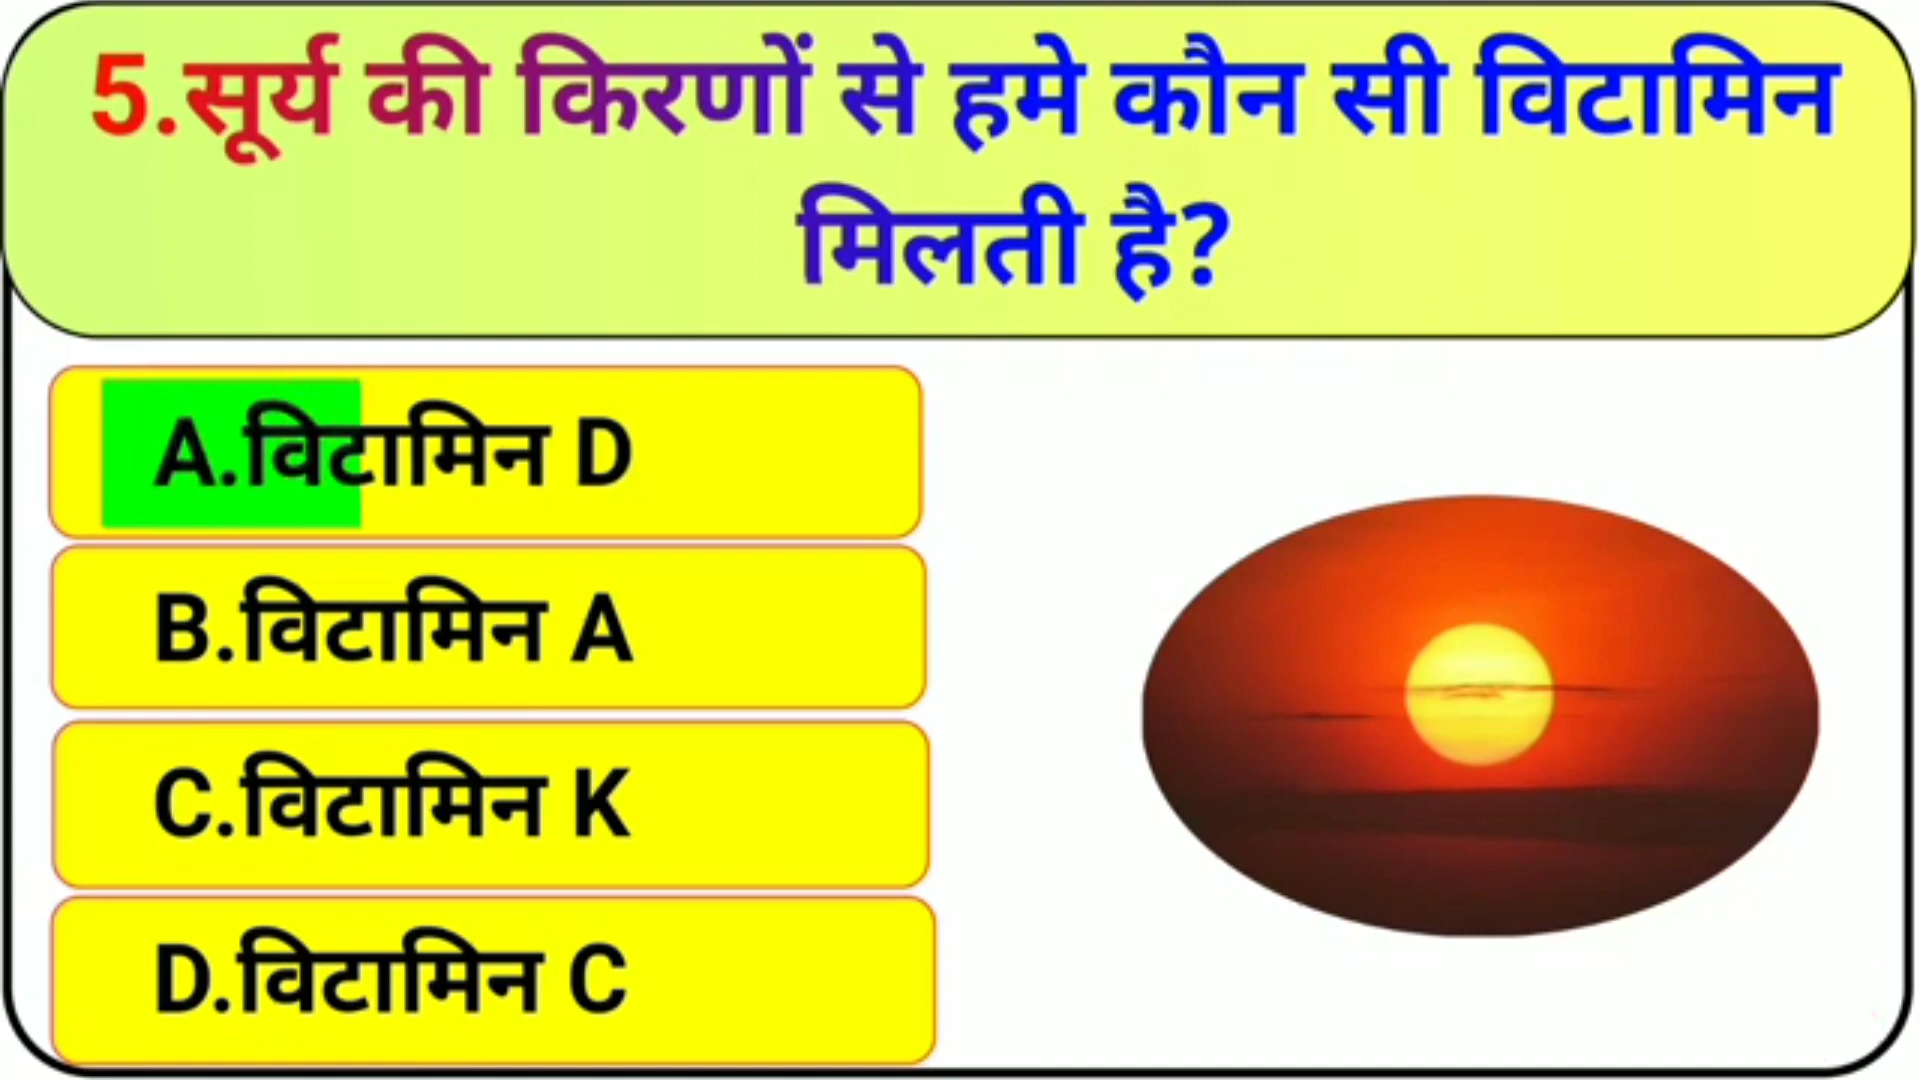 5.सूर्य की किरणों से हमे कौन सी विटामिन
मिलती है?
A.विटामिन D
B.विटामिन A
C.विटामिन K
D.विटामिन C